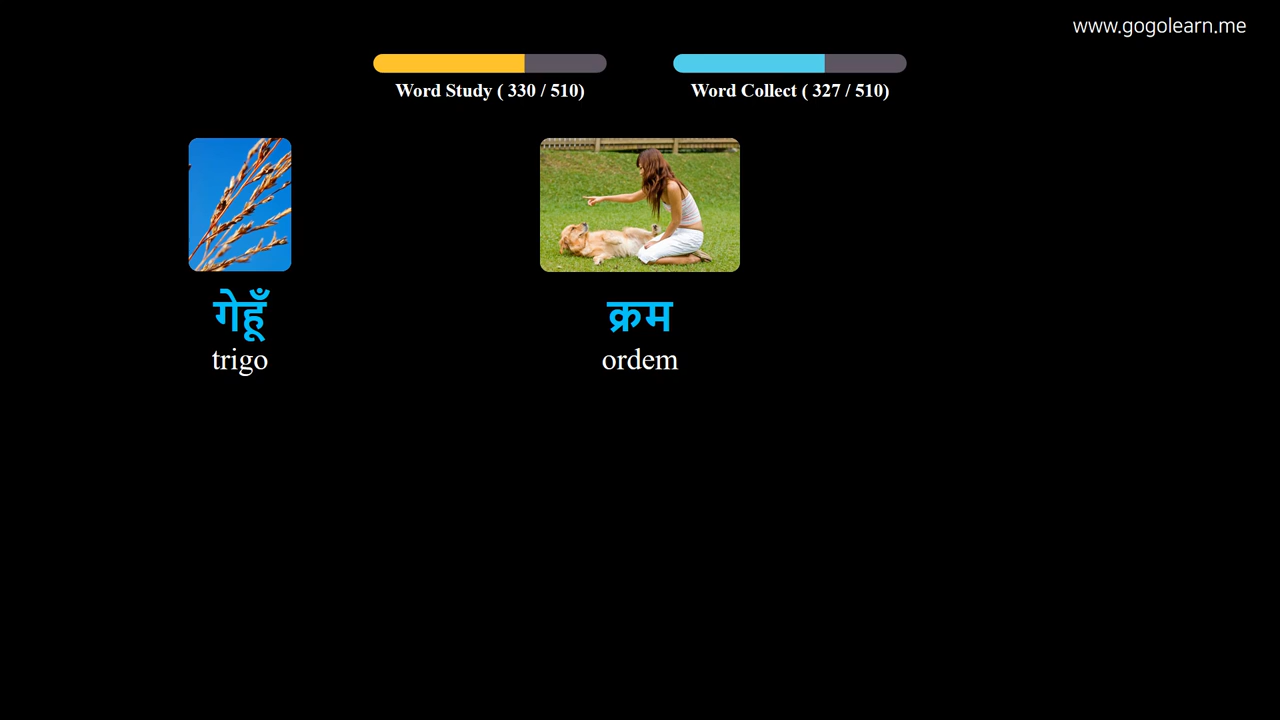 www.gogolearn.me
Word Study ( 330 / 510)
Word Collect ( 327 / 510)
गेहूँ
trigo
क्रम
ordem